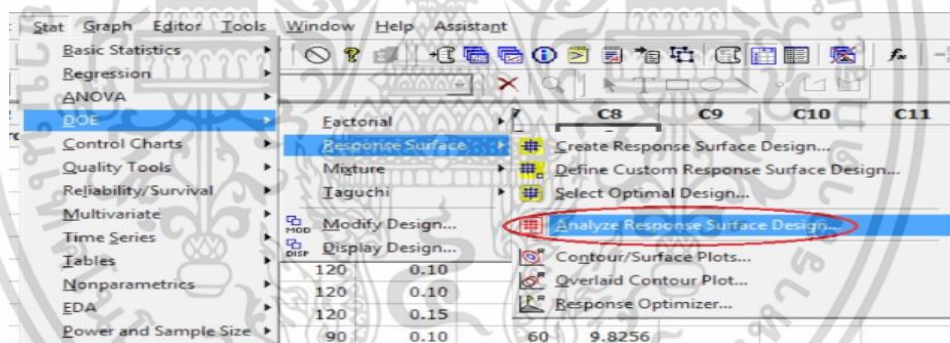 Stat Graph Editor Tools Window Help Assistant
Basic Statistics
Regression
ANOVA
DOE
Control Charts
Quality Tools
Reliability/Survival
Multivariate
Time Series
Tables
Nonparametrics
EDA
Power and Sample Size
Factorial
Response Surface
Mixture
Taguchi
MOD Modify Design...
DISP Display Design...
C8 C9 C10 C11
Create Response Surface Design...
Define Custom Response Surface Design...
Select Optimal Design...
Analyze Response Surface Design...
Contour/Surface Plots...
Overlaid Contour Plot...
Response Optimizer...
120 0.10
120 0.10
120 0.15
90 0.10 60 9.8256